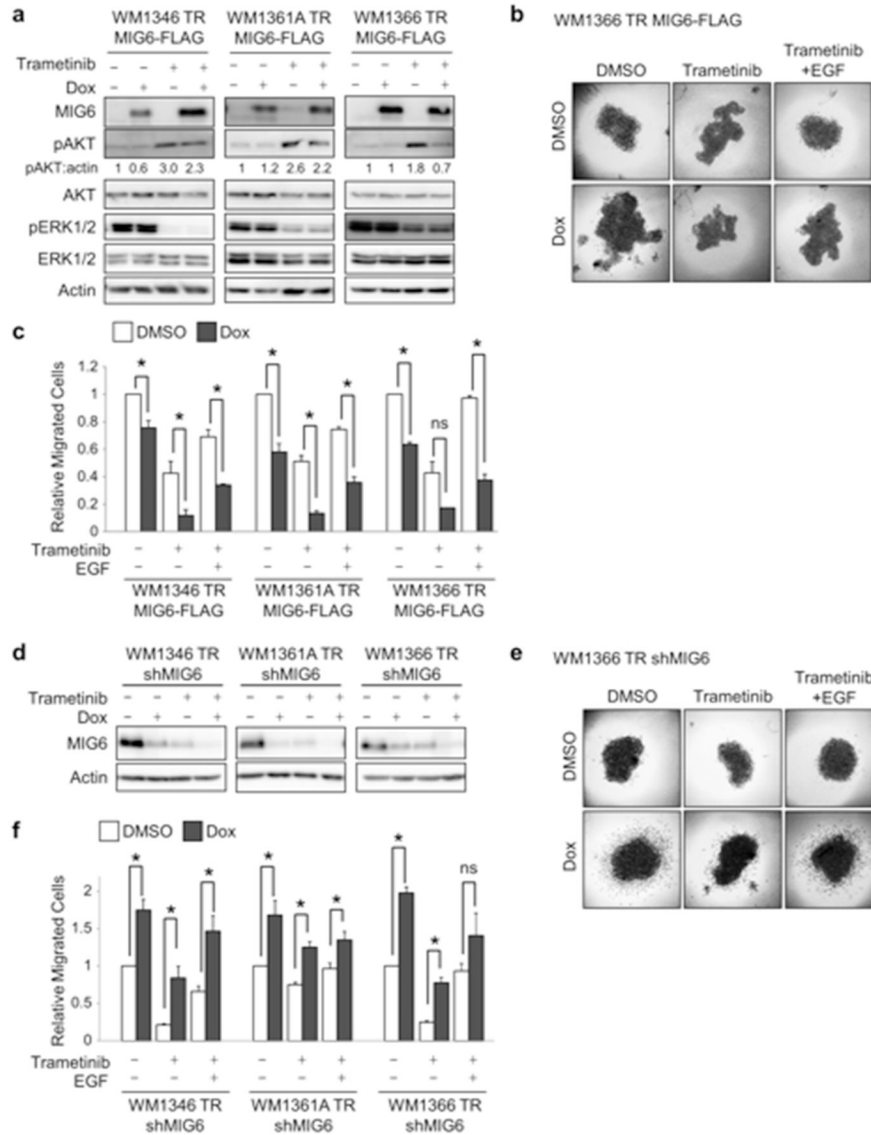 a
WM1346 TR WM1361A TR WM1366 TR
MIG6-FLAG MIG6-FLAG MIG6-FLAG
Trametinib – – + + – – + + – – + +
Dox – + – + – + – + – + – +
MIG6
pAKT
pAKT:actin 1 0.6 3.0 2.3 1 1.2 2.6 2.2 1 1 1.8 0.7
AKT
pERK1/2
ERK1/2
Actin
b
WM1366 TR MIG6-FLAG
DMSO Trametinib Trametinib
+EGF
DMSO
Dox
c
DMSO Dox
Relative Migrated Cells
1.2
1
0.8
0.6
0.4
0.2
0
* * * * * * * ns *
Trametinib – + + – + + – + +
EGF – – + – – + – – +
WM1346 TR WM1361A TR WM1366 TR
MIG6-FLAG MIG6-FLAG MIG6-FLAG
d
WM1346 TR WM1361A TR WM1366 TR
shMIG6 shMIG6 shMIG6
Trametinib – – + + – – + + – – + +
Dox – + – + – + – + – + – +
MIG6
Actin
e
WM1366 TR shMIG6
DMSO Trametinib Trametinib
+EGF
DMSO
Dox
f
DMSO Dox
Relative Migrated Cells
2
1.5
1
0.5
0
* * * * * * * * ns
Trametinib – + + – + + – + +
EGF – – + – – + – – +
WM1346 TR WM1361A TR WM1366 TR
shMIG6 shMIG6 shMIG6